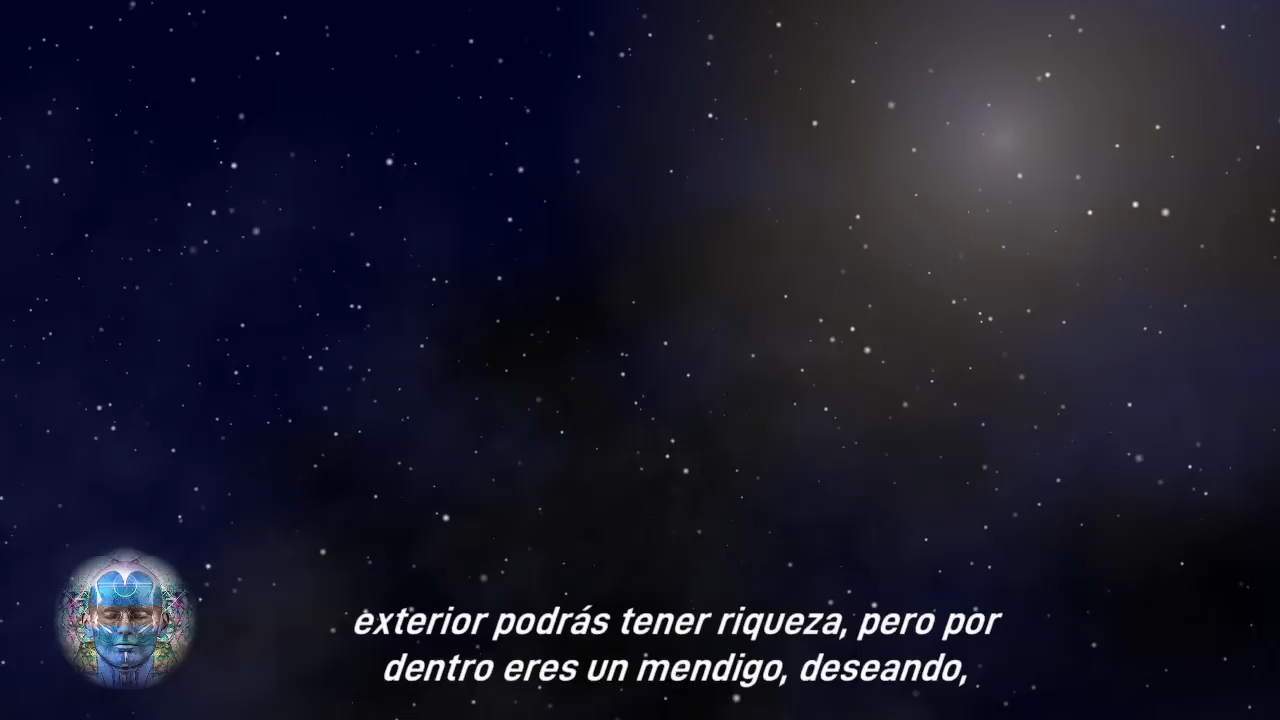 exterior podrás tener riqueza, pero por
dentro eres un mendigo, deseando,